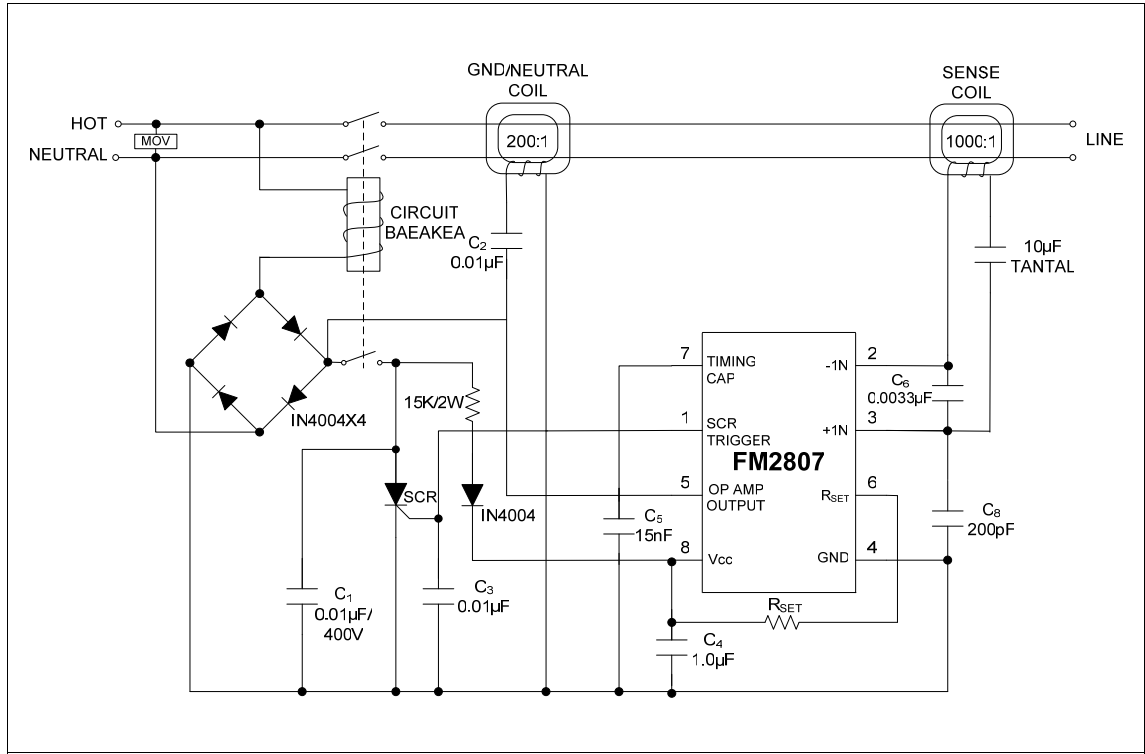 GND/NEUTRAL
COIL
SENSE
COIL
HOT
MOV
200:1
1000:1
NEUTRAL
LINE
CIRCUIT
BAEAKEA
C2
0.01µF
10µF
TANTAL
7
TIMING
CAP
-1N
2
C6
0.0033µF
15K/2W
IN4004X4
1
SCR
TRIGGER
+1N
3
FM2807
SCR
IN4004
5
OP AMP
OUTPUT
RSET
6
C5
15nF
C8
200pF
8
Vcc
GND
4
C1
0.01µF/
400V
C3
0.01µF
RSET
C4
1.0µF